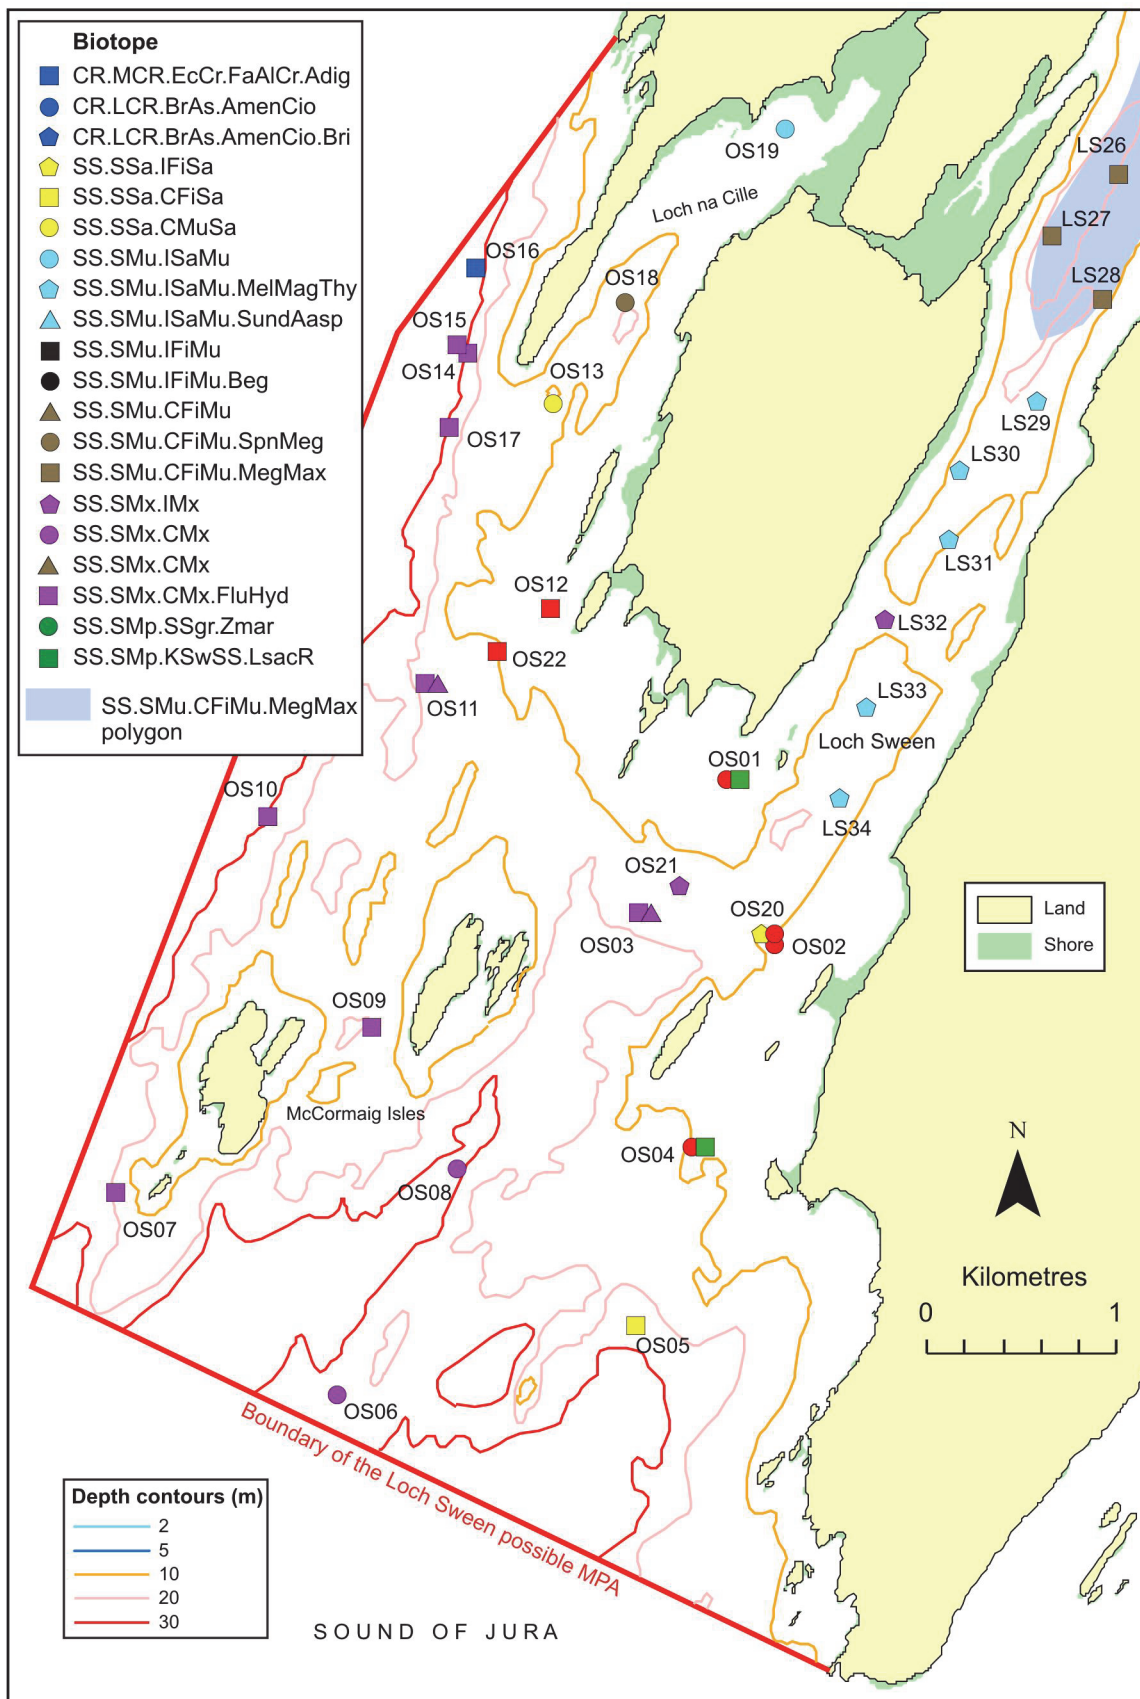 Biotope
CR.MCR.EcCr.FaAlCr.Adig
CR.LCR.BrAs.AmenCio
CR.LCR.BrAs.AmenCio.Bri
SS.SSa.IFiSa
SS.SSa.CFiSa
SS.SSa.CMuSa
SS.SMu.ISaMu
SS.SMu.ISaMu.MelMagThy
SS.SMu.ISaMu.SundAasp
SS.SMu.IFiMu
SS.SMu.IFiMu.Beg
SS.SMu.CFiMu
SS.SMu.CFiMu.SpnMeg
SS.SMu.CFiMu.MegMax
SS.SMx.IMx
SS.SMx.CMx
SS.SMx.CMx
SS.SMx.CMx.FluHyd
SS.SMp.SSgr.Zmar
SS.SMp.KSwSS.LsacR
SS.SMu.CFiMu.MegMax
polygon
OS19
LS26
Loch na Cille
LS27
OS16
LS28
OS18
OS15
OS14
OS13
LS29
OS17
LS30
LS31
OS12
LS32
OS22
LS33
OS11
Loch Sween
OS01
OS10
LS34
OS21
OS20
Land
OS03
OS02
Shore
OS09
McCormaig Isles
N
OS04
OS08
OS07
Kilometres
0 1
OS05
OS06
Boundary of the Loch Sween possible MPA
Depth contours (m)
2
5
10
20
30
SOUND OF JURA